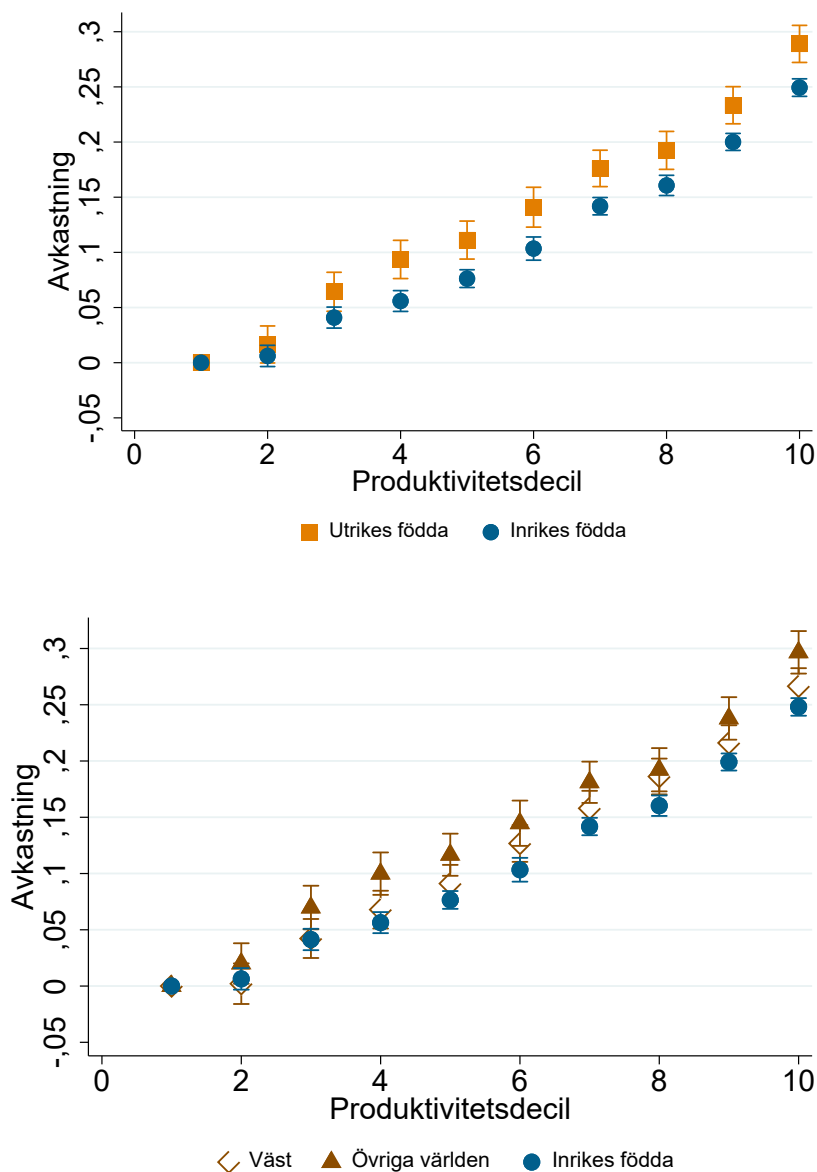 ,3
,25
,2
,15
,1
,05
0
-,05
Avkastning
0 2 4 6 8 10
Produktivitetsdecil
Utrikes födda Inrikes födda
,3
,25
,2
,15
,1
,05
0
-,05
Avkastning
0 2 4 6 8 10
Produktivitetsdecil
Väst Övriga världen Inrikes födda